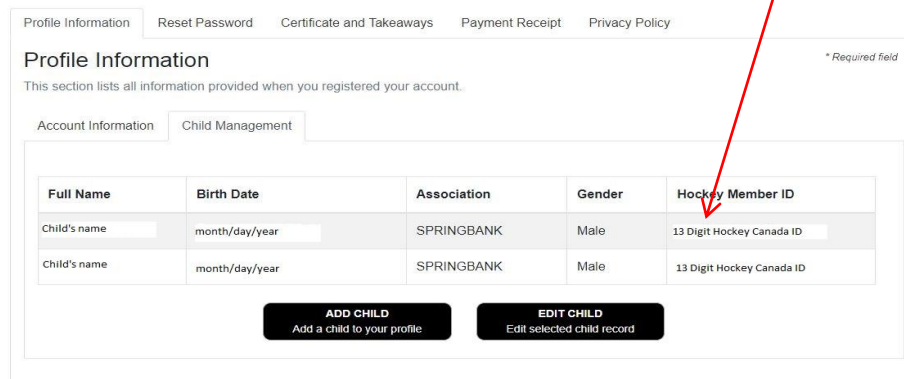 Profile Information Reset Password Certificate and Takeaways Payment Receipt Privacy Policy
Profile Information * Required field
This section lists all information provided when you registered your account.
Account Information Child Management
Full Name Birth Date Association Gender Hockey Member ID
Child's name month/day/year SPRINGBANK Male 13 Digit Hockey Canada ID
Child's name month/day/year SPRINGBANK Male 13 Digit Hockey Canada ID
ADD CHILD EDIT CHILD
Add a child to your profile Edit selected child record